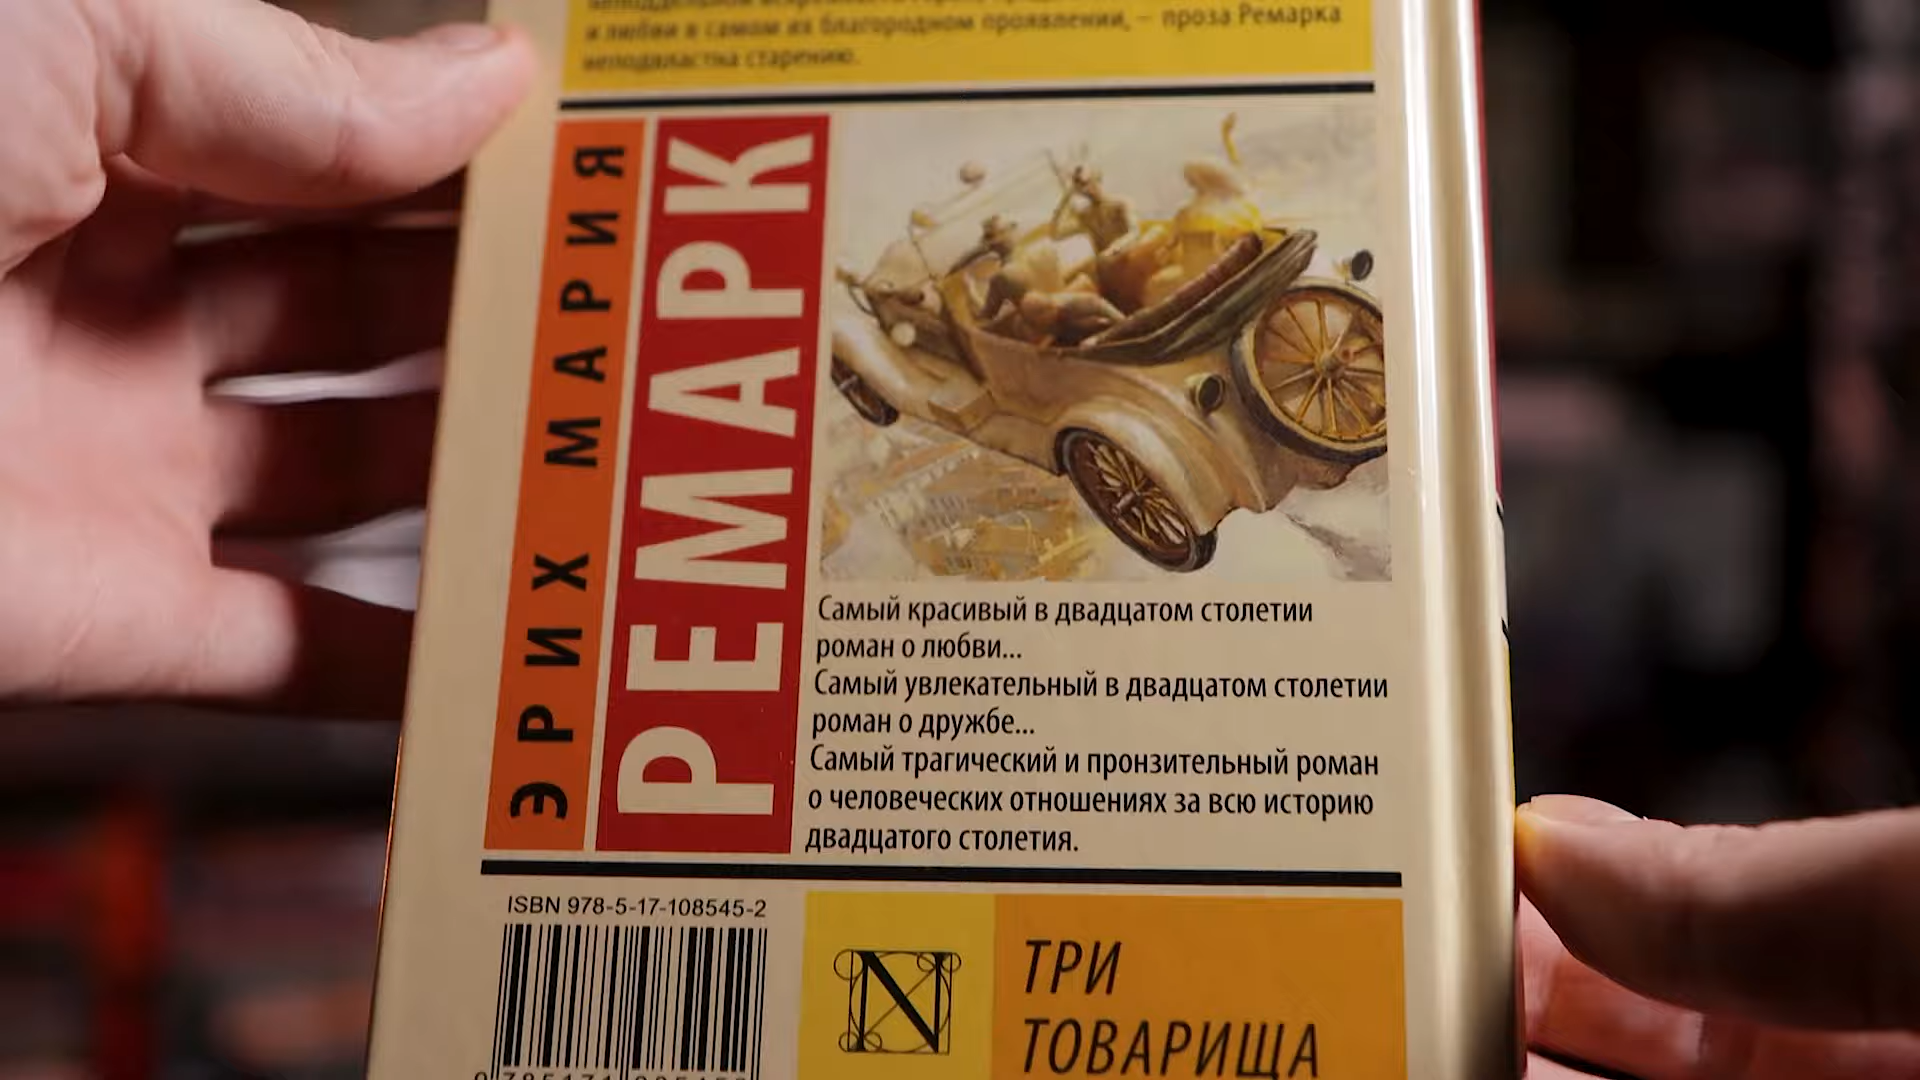 и любви в самом их благородном проявлении, – проза Ремарка
неподвластна старению.
ЭРИХ МАРИЯ
РЕМАРК
Самый красивый в двадцатом столетии
роман о любви...
Самый увлекательный в двадцатом столетии
роман о дружбе...
Самый трагический и пронзительный роман
о человеческих отношениях за всю историю
двадцатого столетия.
ISBN 978-5-17-108545-2
N
ТРИ
ТОВАРИЩА